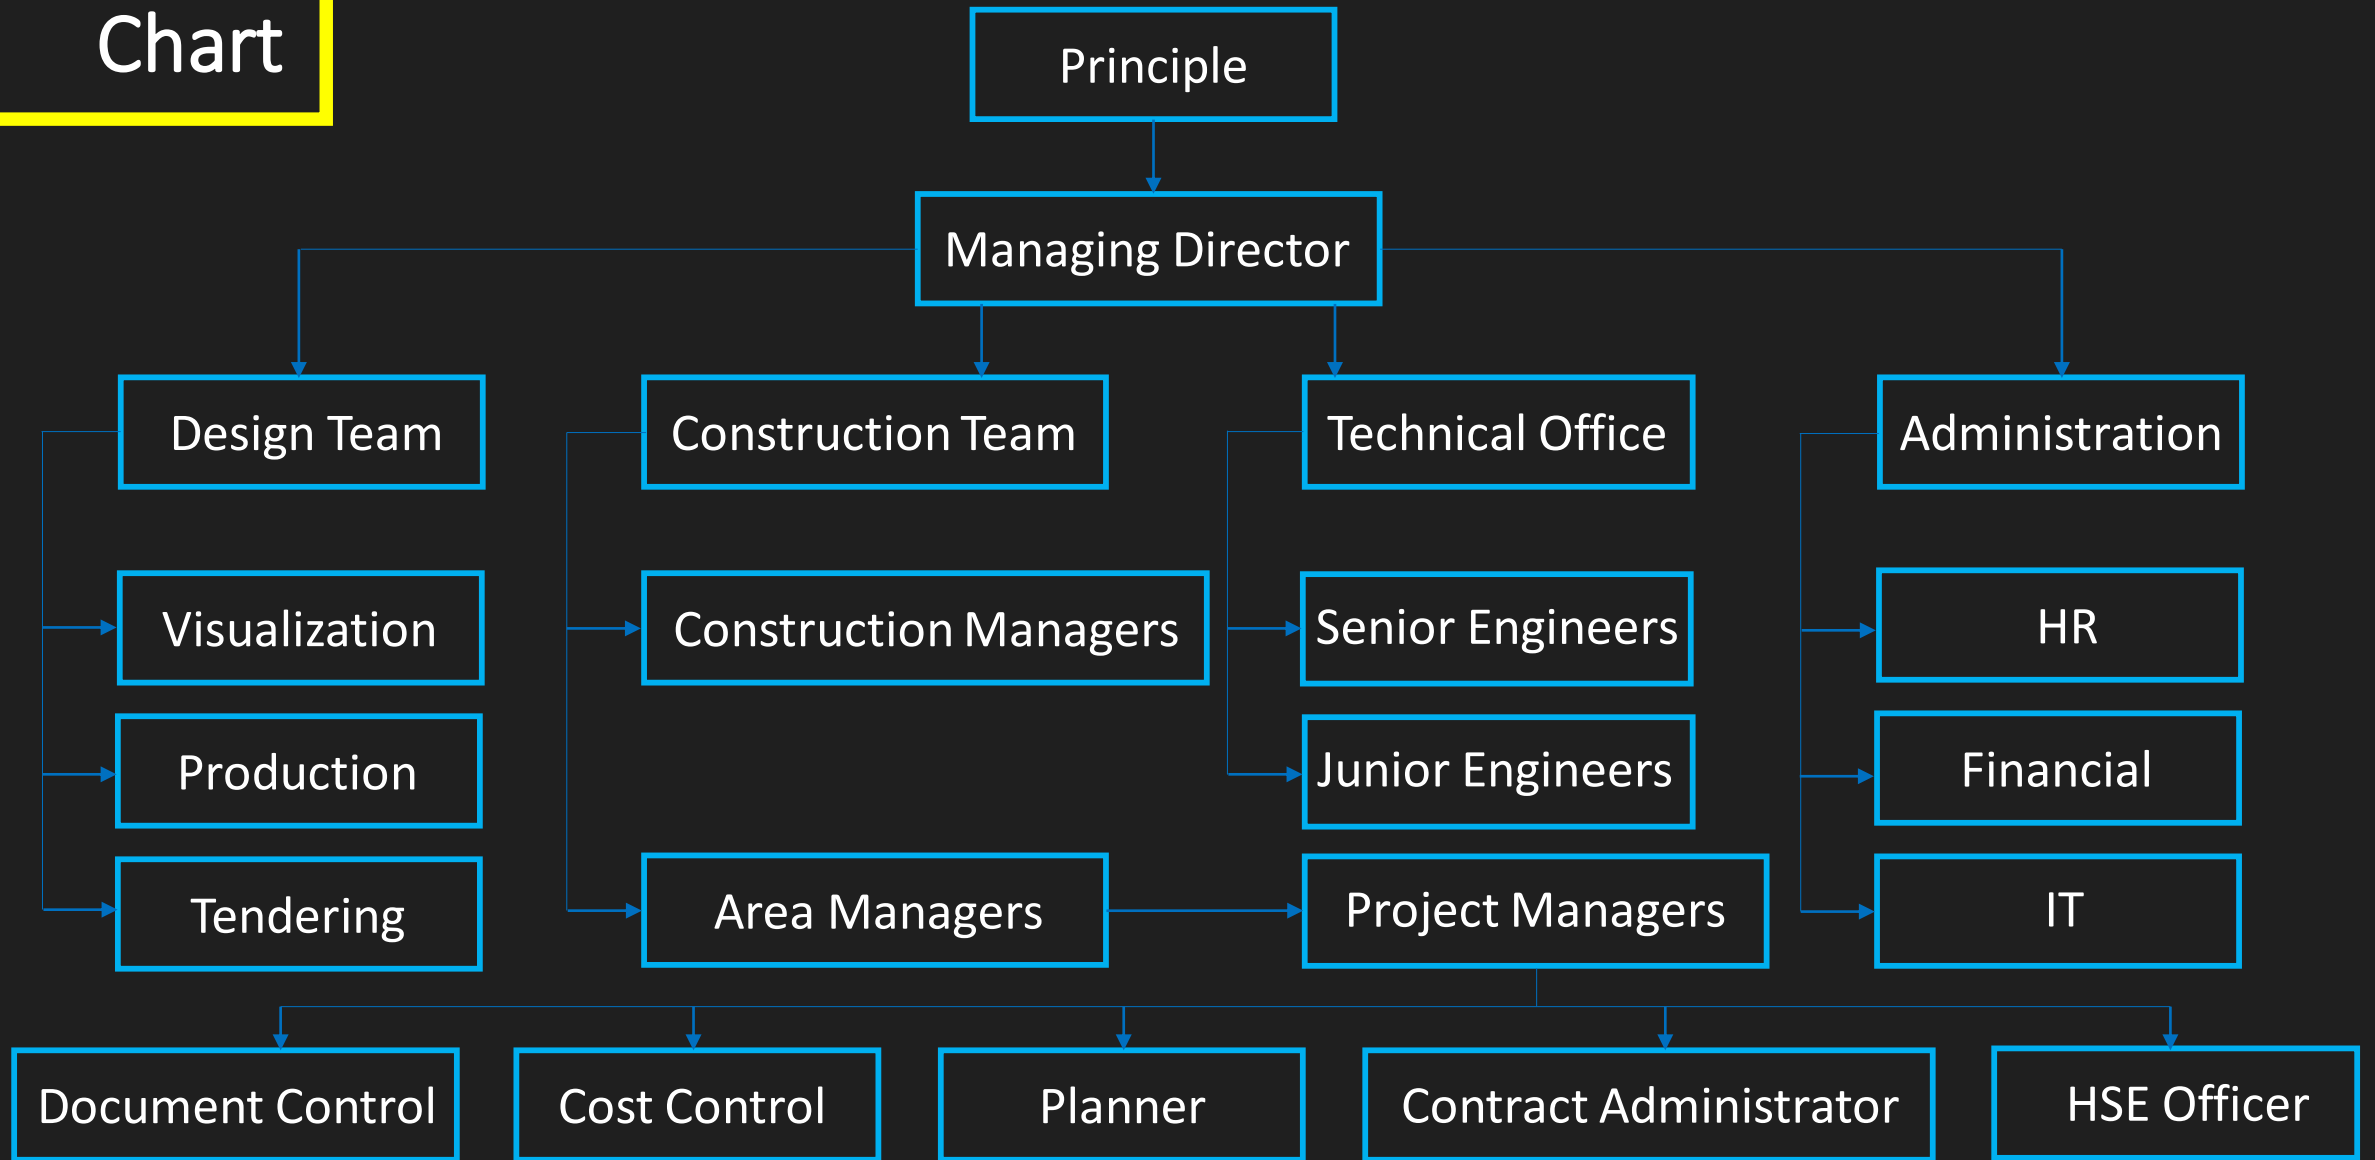 Chart
Principle
Managing Director
Design Team
Construction Team
Technical Office
Administration
Visualization
Construction Managers
Senior Engineers
HR
Production
Junior Engineers
Financial
Tendering
Area Managers
Project Managers
IT
Document Control
Cost Control
Planner
Contract Administrator
HSE Officer